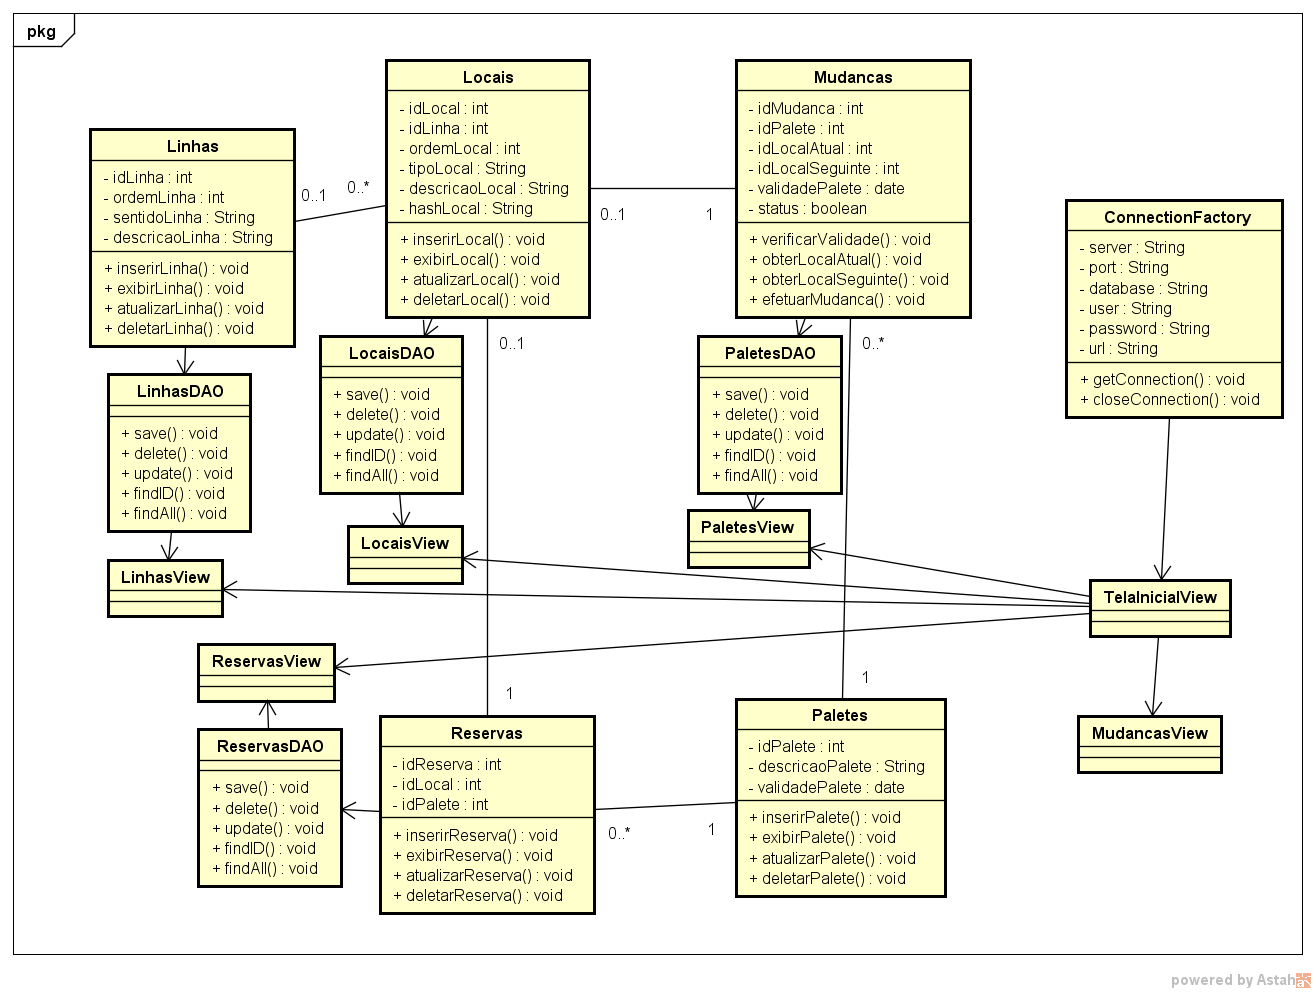 pkg
Linhas
- idLinha : int
- ordemLinha : int
- sentidoLinha : String
- descricaoLinha : String
+ inserirLinha() : void
+ exibirLinha() : void
+ atualizarLinha() : void
+ deletarLinha() : void
0..1
0..*
Locais
- idLocal : int
- idLinha : int
- ordemLocal : int
- tipoLocal : String
- descricaoLocal : String
- hashLocal : String
+ inserirLocal() : void
+ exibirLocal() : void
+ atualizarLocal() : void
+ deletarLocal() : void
0..1
1
Mudancas
- idMudanca : int
- idPalete : int
- idLocalAtual : int
- idLocalSeguinte : int
- validadePalete : date
- status : boolean
+ verificarValidade() : void
+ obterLocalAtual() : void
+ obterLocalSeguinte() : void
+ efetuarMudanca() : void
ConnectionFactory
- server : String
- port : String
- database : String
- user : String
- password : String
- url : String
+ getConnection() : void
+ closeConnection() : void
LinhasDAO
+ save() : void
+ delete() : void
+ update() : void
+ findID() : void
+ findAll() : void
LocaisDAO
+ save() : void
+ delete() : void
+ update() : void
+ findID() : void
+ findAll() : void
0..1
PaletesDAO
+ save() : void
+ delete() : void
+ update() : void
+ findID() : void
+ findAll() : void
0..*
LinhasView
LocaisView
PaletesView
TelaInicialView
ReservasView
1
1
MudancasView
ReservasDAO
+ save() : void
+ delete() : void
+ update() : void
+ findID() : void
+ findAll() : void
Reservas
- idReserva : int
- idLocal : int
- idPalete : int
+ inserirReserva() : void
+ exibirReserva() : void
+ atualizarReserva() : void
+ deletarReserva() : void
0..*
1
Paletes
- idPalete : int
- descricaoPalete : String
- validadePalete : date
+ inserirPalete() : void
+ exibirPalete() : void
+ atualizarPalete() : void
+ deletarPalete() : void
powered by Astah